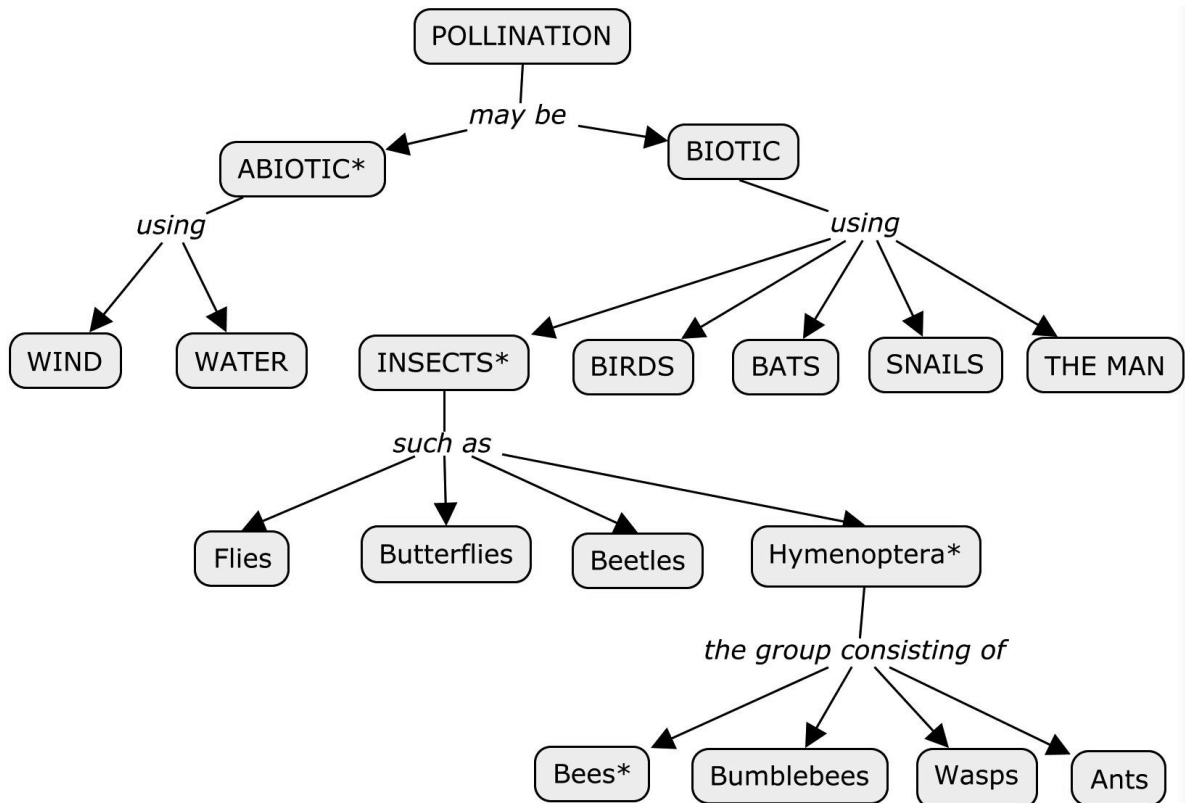 POLLINATION
may be
ABIOTIC*
BIOTIC
using
using
WIND
WATER
INSECTS*
BIRDS
BATS
SNAILS
THE MAN
such as
Flies
Butterflies
Beetles
Hymenoptera*
the group consisting of
Bees*
Bumblebees
Wasps
Ants